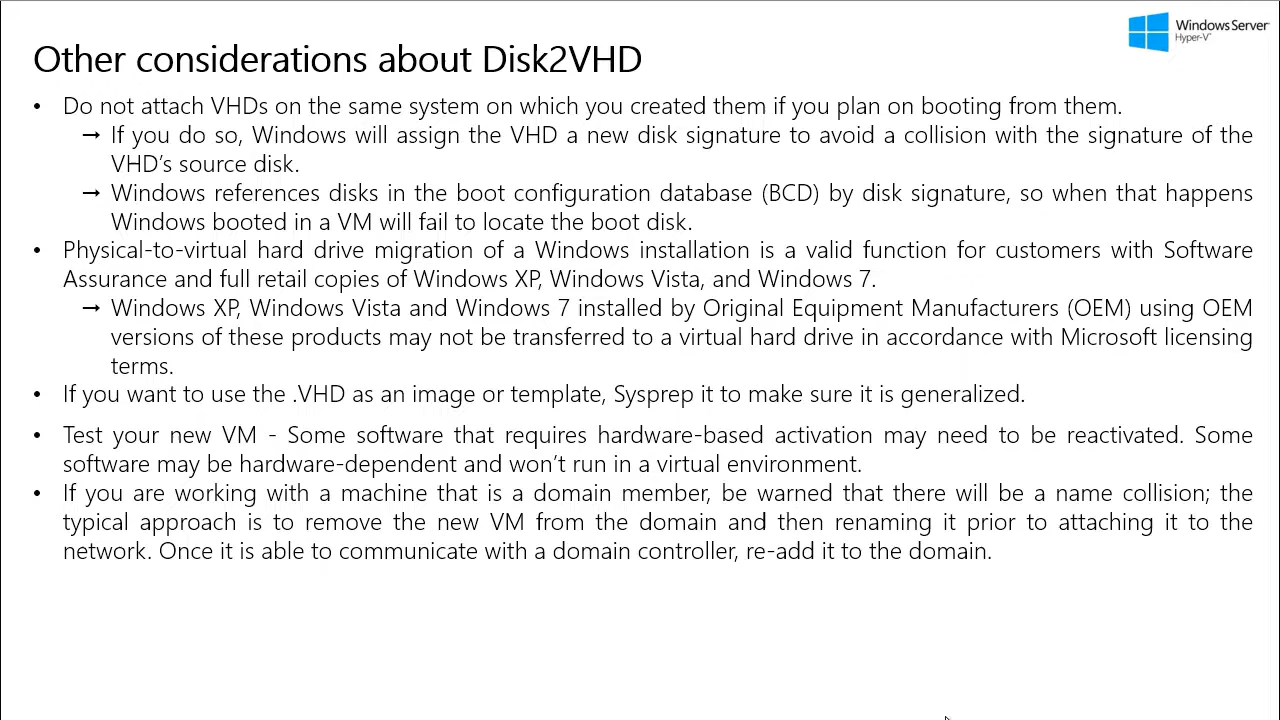 Windows Server
Hyper-V
Other considerations about Disk2VHD
• Do not attach VHDs on the same system on which you created them if you plan on booting from them.
→ If you do so, Windows will assign the VHD a new disk signature to avoid a collision with the signature of the
VHD’s source disk.
→ Windows references disks in the boot configuration database (BCD) by disk signature, so when that happens
Windows booted in a VM will fail to locate the boot disk.
• Physical-to-virtual hard drive migration of a Windows installation is a valid function for customers with Software
Assurance and full retail copies of Windows XP, Windows Vista, and Windows 7.
→ Windows XP, Windows Vista and Windows 7 installed by Original Equipment Manufacturers (OEM) using OEM
versions of these products may not be transferred to a virtual hard drive in accordance with Microsoft licensing
terms.
• If you want to use the .VHD as an image or template, Sysprep it to make sure it is generalized.
• Test your new VM - Some software that requires hardware-based activation may need to be reactivated. Some
software may be hardware-dependent and won’t run in a virtual environment.
• If you are working with a machine that is a domain member, be warned that there will be a name collision; the
typical approach is to remove the new VM from the domain and then renaming it prior to attaching it to the
network. Once it is able to communicate with a domain controller, re-add it to the domain.